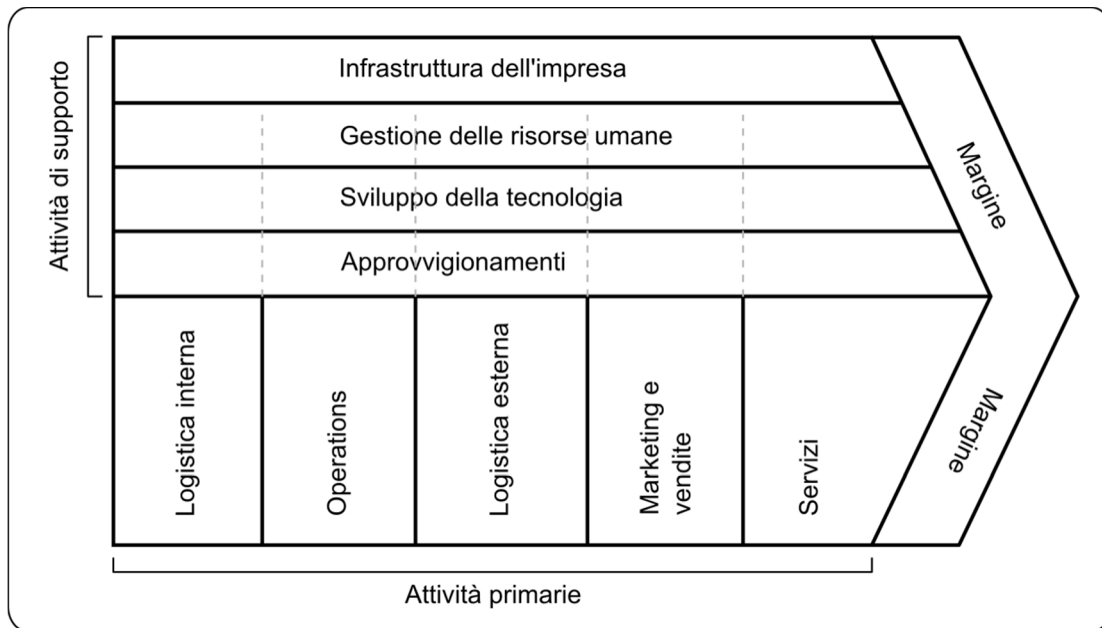 Attività di supporto
Infrastruttura dell'impresa
Gestione delle risorse umane
Sviluppo della tecnologia
Approvvigionamenti
Margine
Logistica interna
Operations
Logistica esterna
Marketing e
vendite
Servizi
Margine
Attività primarie